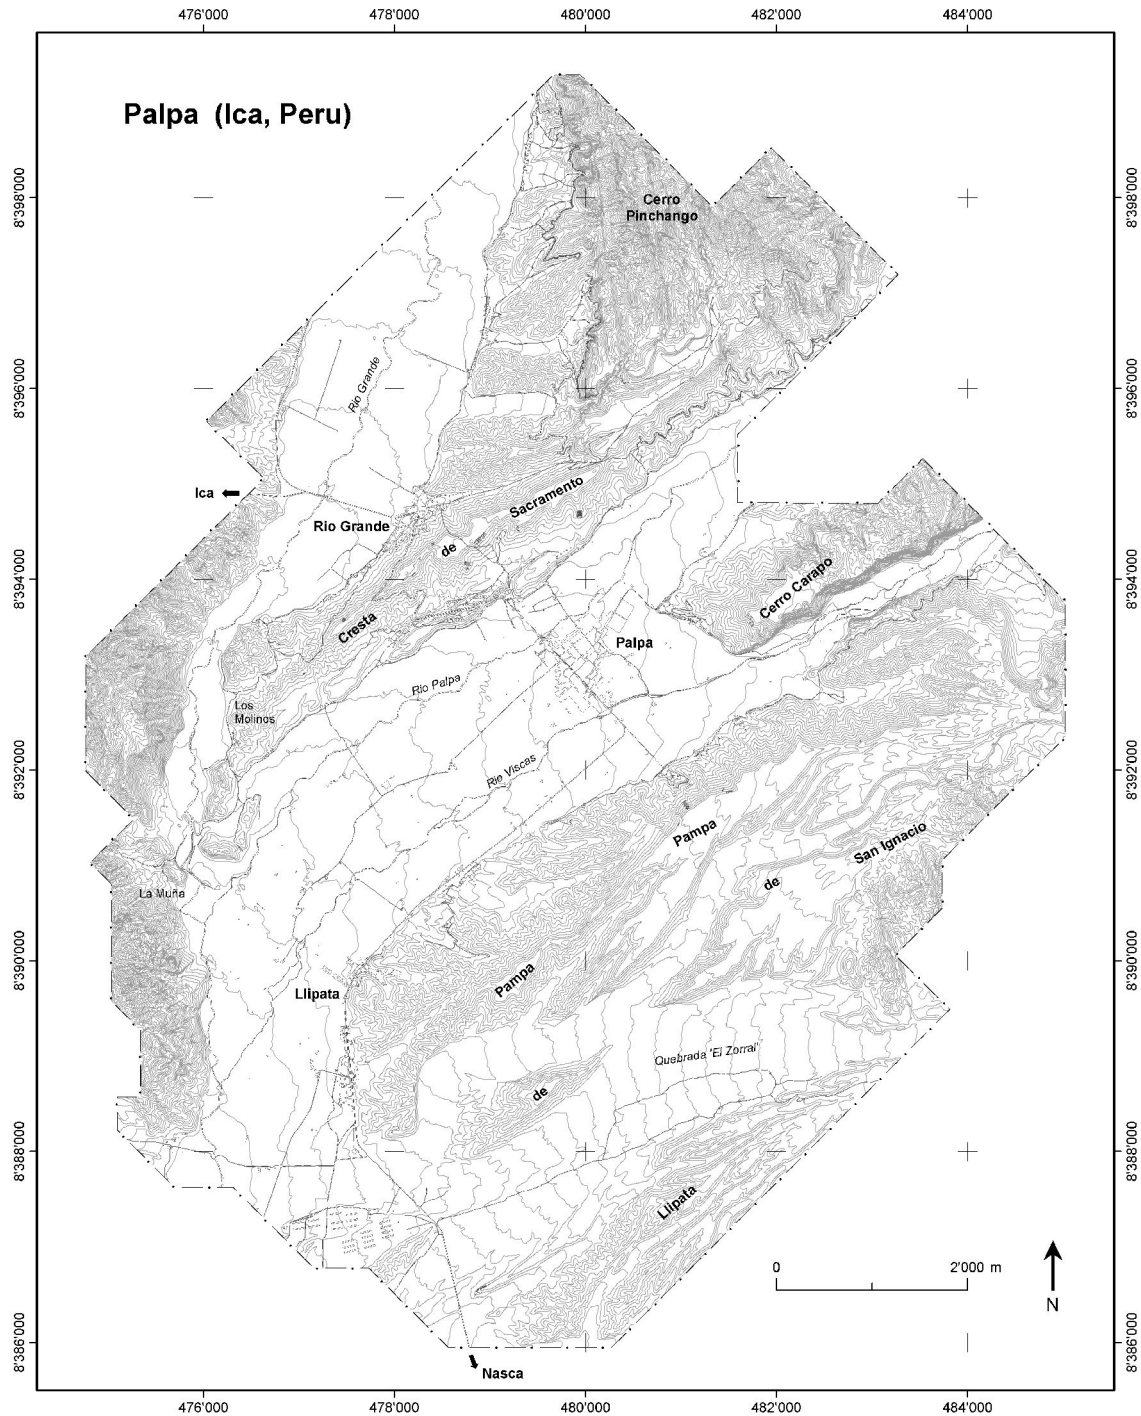 476'000 478'000 480'000 482'000 484'000
Palpa (Ica, Peru)
8'398'000 8'398'000
Cerro
Pinchango
Rio Grande
8'396'000 8'396'000
Ica
Sacramento
Rio Grande
de
8'394'000 8'394'000
Cerro Carapo
Cresta
Palpa
Rio Palpa
Los
Molinos
Rio Viscas
8'392'000 8'392'000
Pampa
San Ignacio
de
La Muña
8'390'000 8'390'000
Pampa
Llipata
Quebrada 'El Zorral'
de
8'388'000 8'388'000
Llipata
0 2'000 m
N
8'386'000 8'386'000
Nasca
476'000 478'000 480'000 482'000 484'000